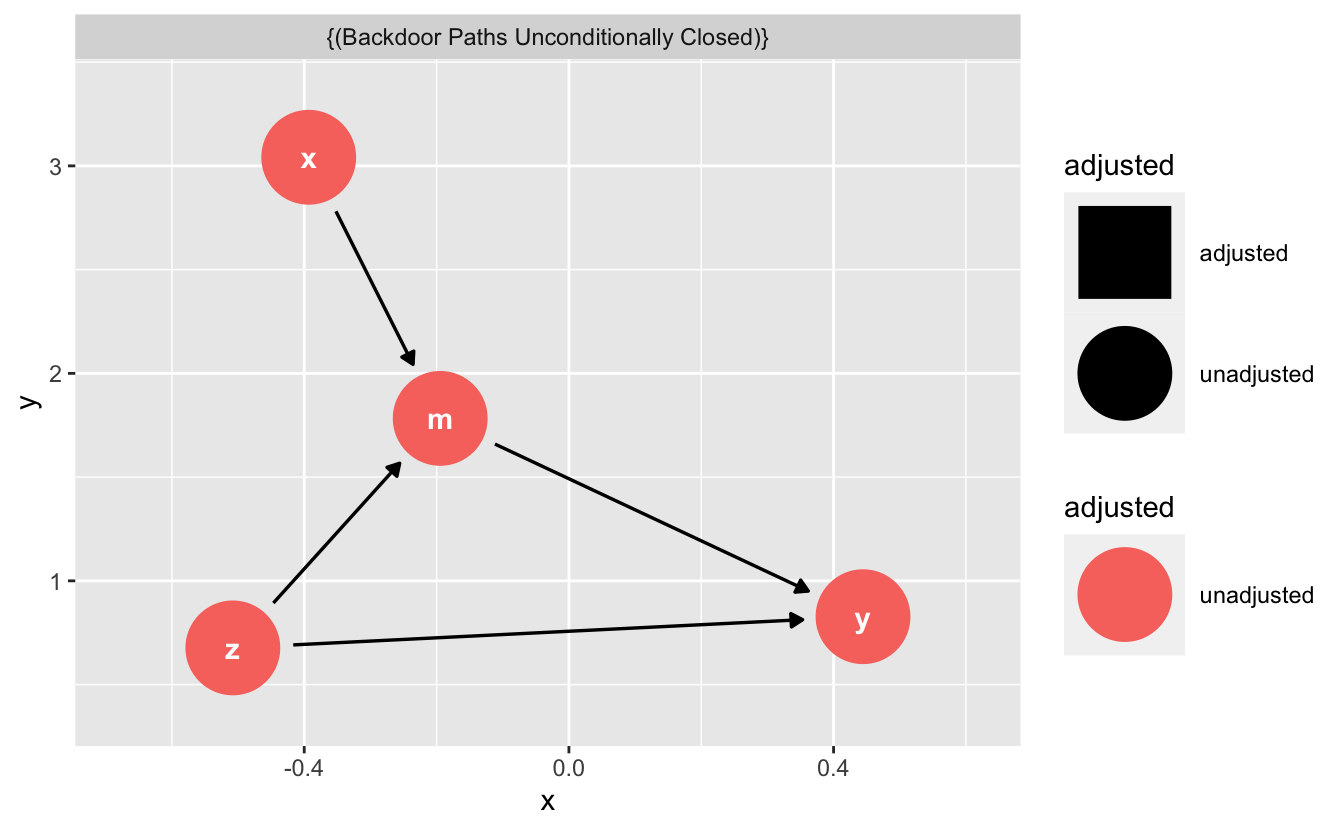 {(Backdoor Paths Unconditionally Closed)}
x
m
z
y
3
2
1
y
-0.4
0.0
0.4
x
adjusted
adjusted
unadjusted
adjusted
unadjusted